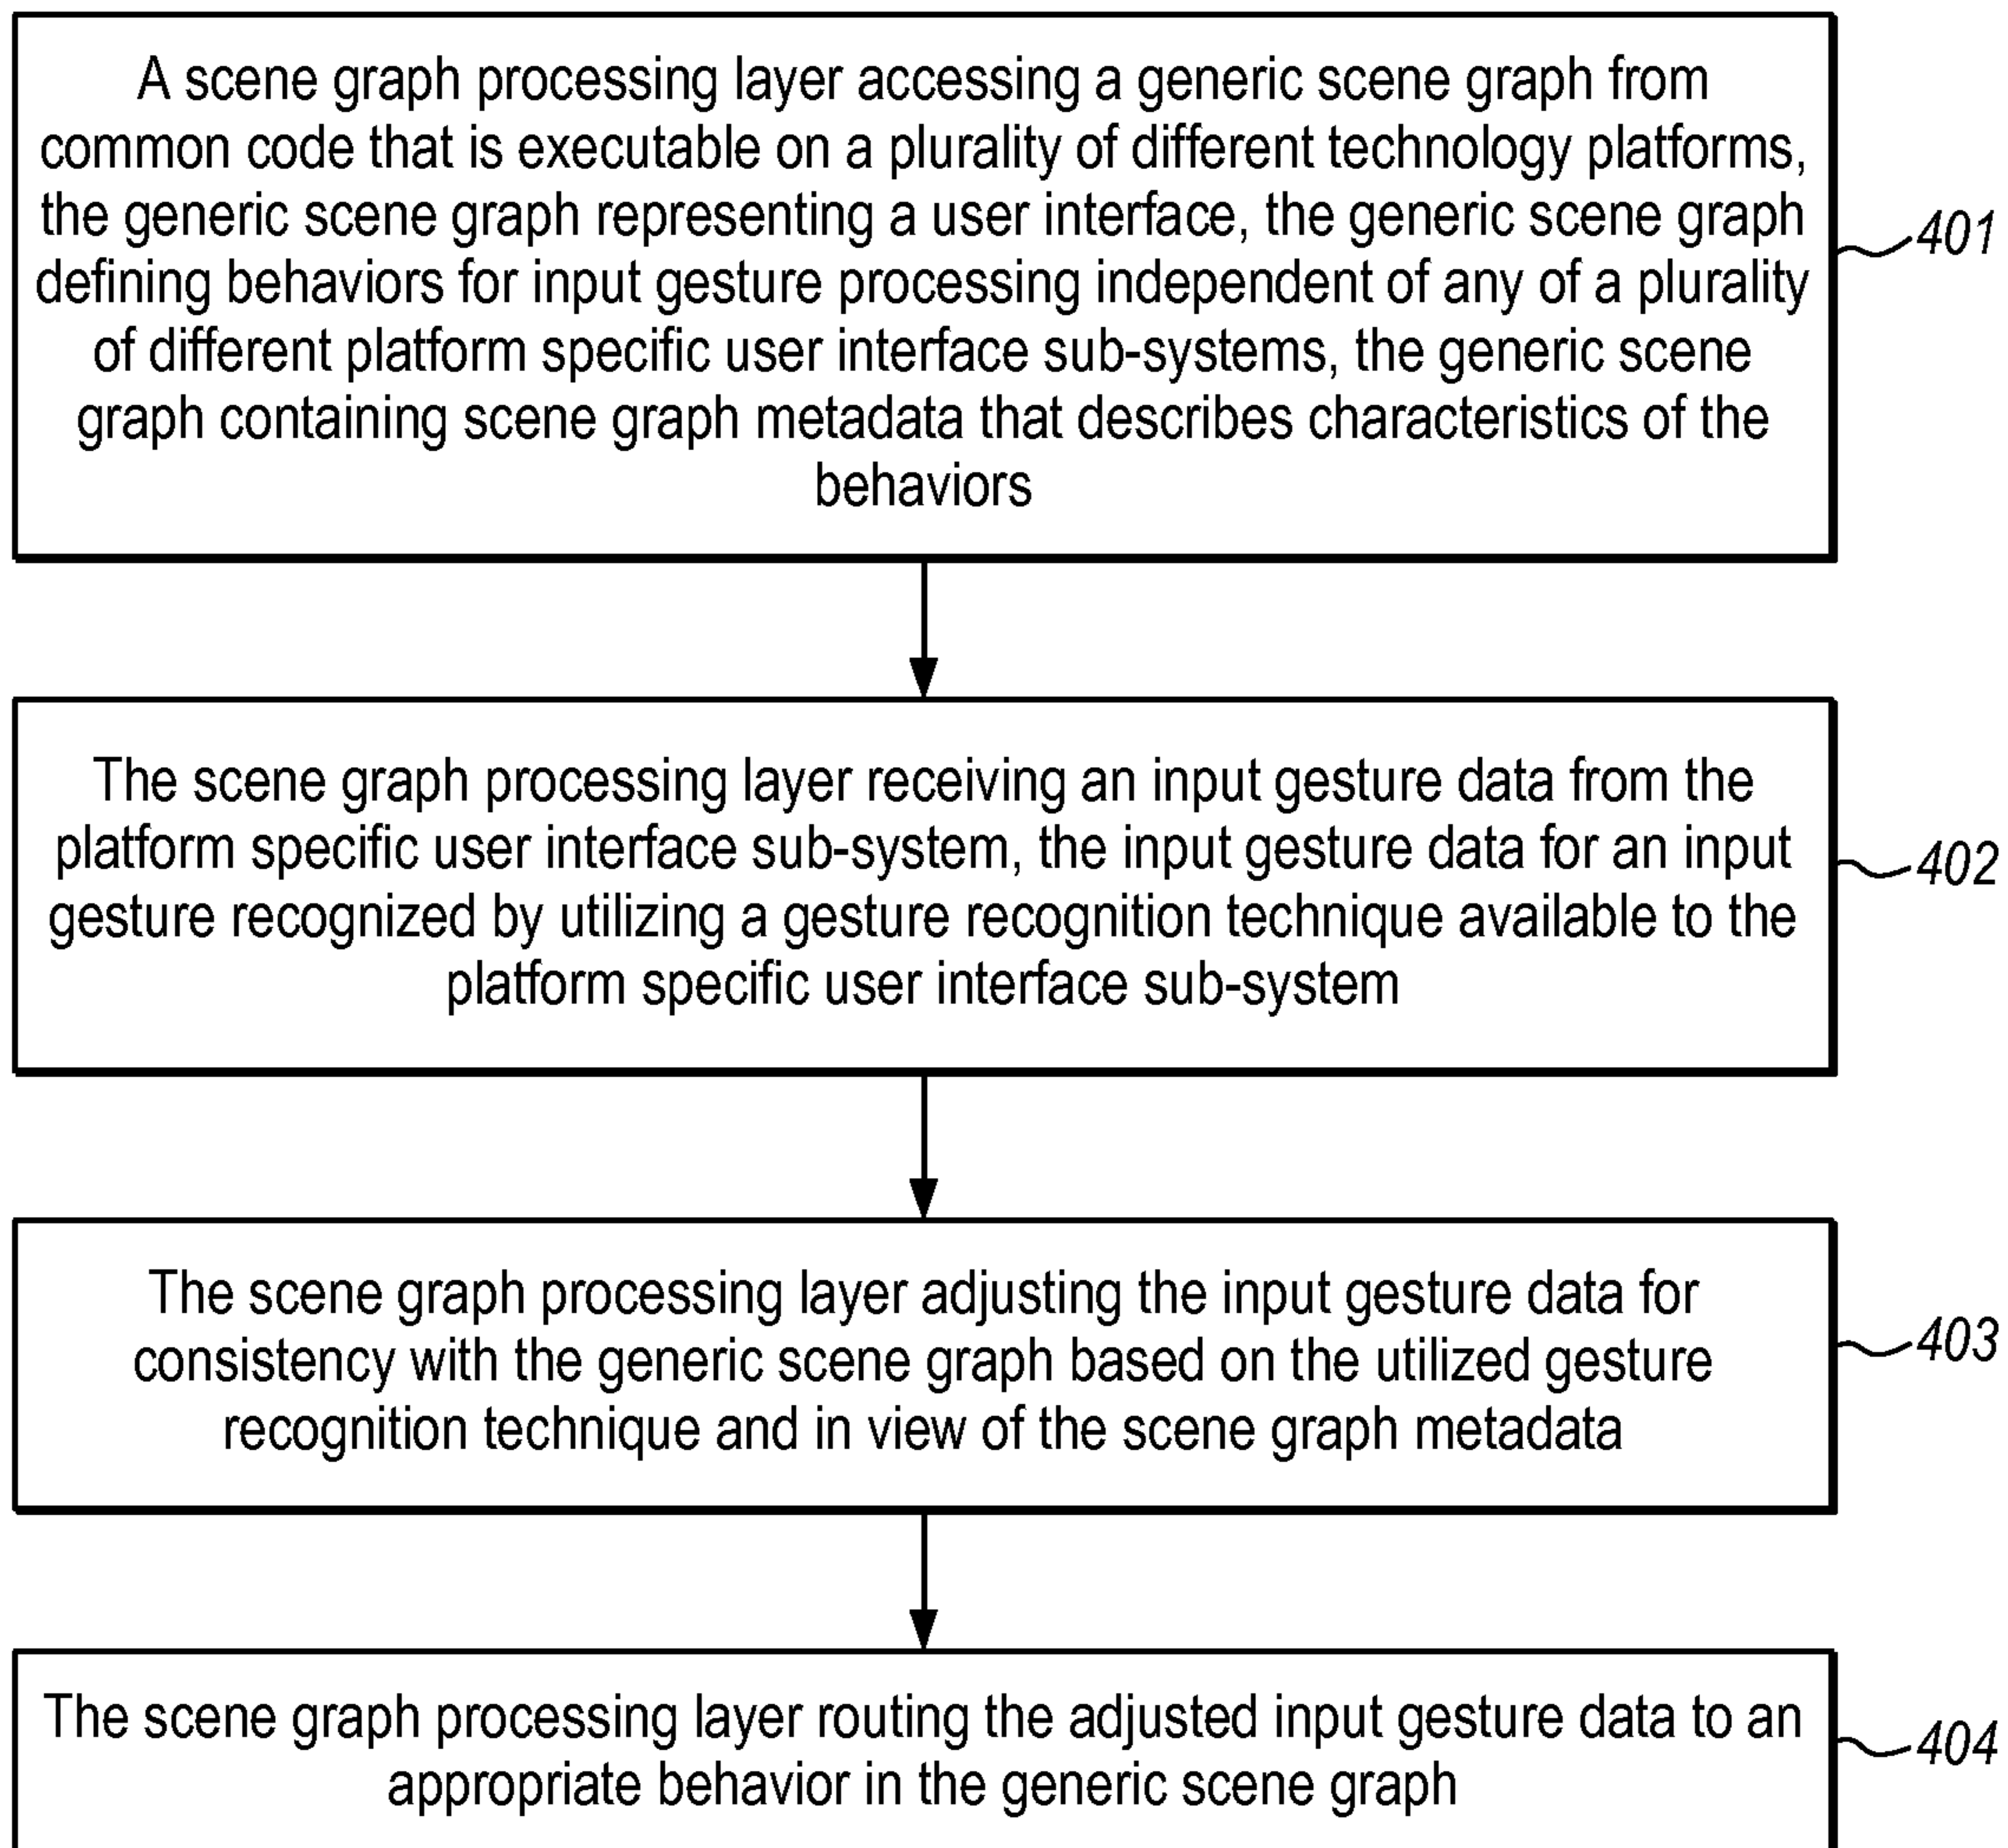 A scene graph processing layer accessing a generic scene graph from
common code that is executable on a plurality of different technology platforms,
the generic scene graph representing a user interface, the generic scene graph
defining behaviors for input gesture processing independent of any of a plurality
of different platform specific user interface sub-systems, the generic scene
graph containing scene graph metadata that describes characteristics of the
behaviors
401
The scene graph processing layer receiving an input gesture data from the
platform specific user interface sub-system, the input gesture data for an input
gesture recognized by utilizing a gesture recognition technique available to the
platform specific user interface sub-system
402
The scene graph processing layer adjusting the input gesture data for
consistency with the generic scene graph based on the utilized gesture
recognition technique and in view of the scene graph metadata
403
The scene graph processing layer routing the adjusted input gesture data to an
appropriate behavior in the generic scene graph
404